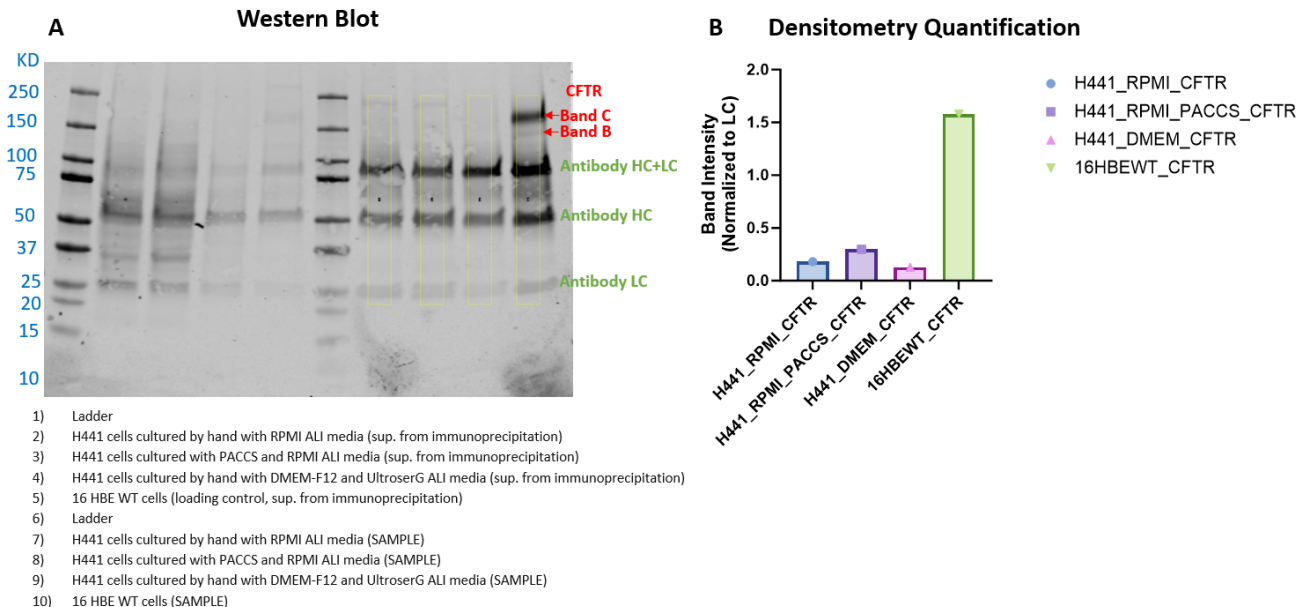 A
Western Blot
KD
250
150
100
75
50
37
25
20
15
10
CFTR
Band C
Band B
Antibody HC+LC
Antibody HC
Antibody LC
1) Ladder
2) H441 cells cultured by hand with RPMI ALI media (sup. from immunoprecipitation)
3) H441 cells cultured with PACCS and RPMI ALI media (sup. from immunoprecipitation)
4) H441 cells cultured by hand with DMEM-F12 and UltroserG ALI media (sup. from immunoprecipitation)
5) 16 HBE WT cells (loading control, sup. from immunoprecipitation)
6) Ladder
7) H441 cells cultured by hand with RPMI ALI media (SAMPLE)
8) H441 cells cultured with PACCS and RPMI ALI media (SAMPLE)
9) H441 cells cultured by hand with DMEM-F12 and UltroserG ALI media (SAMPLE)
10) 16 HBE WT cells (SAMPLE)
B
Densitometry Quantification
Band Intensity
(Normalized to LC)
2.0
1.5
1.0
0.5
0.0
H441_RPMI_CFTR
H441_RPMI_PACCS_CFTR
H441_DMEM_CFTR
16HBEWT_CFTR
H441_RPMI_CFTR
H441_RPMI_PACCS_CFTR
H441_DMEM_CFTR
16HBEWT_CFTR